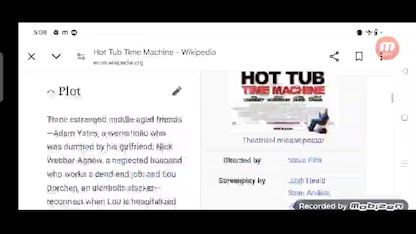 5:08
Hot Tub Time Machine - Wikipedia
en.m.wikipedia.org
Plot
Three estranged middle-aged friends
—Adam Yates, a workaholic who
was dumped by his girlfriend; Nick
Webber-Agnew, a neglected husband
who works a dead-end job; and Lou
Dorchen, an alcoholic slacker—
reconnect when Lou is hospitalized
HOT TUB
TIME MACHINE
Theatrical release poster
Directed by Steve Pink
Screenplay by Josh Heald
Sean Anders
Recorded by Mobizen